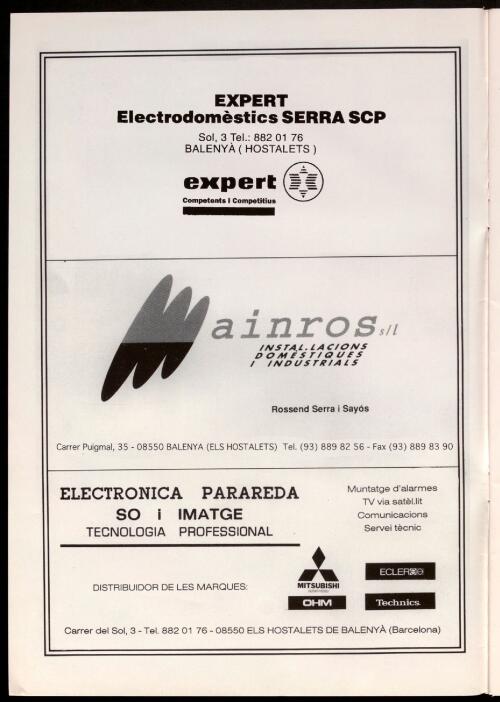 EXPERT
Electrodomèstics SERRA SCP
Sol, 3 Tel.: 882 01 76
BALENYÀ ( HOSTALETS )
expert
Competents i Competitius
Mainros s/l
INSTAL.LACIONS
DOMÈSTIQUES
I INDUSTRIALS
Rossend Serra i Sayós
Carrer Puigmal, 35 - 08550 BALENYA (ELS HOSTALETS) Tel. (93) 889 82 56 - Fax (93) 889 83 90
ELECTRONICA PARAREDA
SO i IMATGE
TECNOLOGIA PROFESSIONAL
Muntatge d'alarmes
TV via satèl.lit
Comunicacions
Servei tècnic
DISTRIBUIDOR DE LES MARQUES:
MITSUBISHI
ECLER
OHM
Technics
Carrer del Sol, 3 - Tel. 882 01 76 - 08550 ELS HOSTALETS DE BALENYÀ (Barcelona)